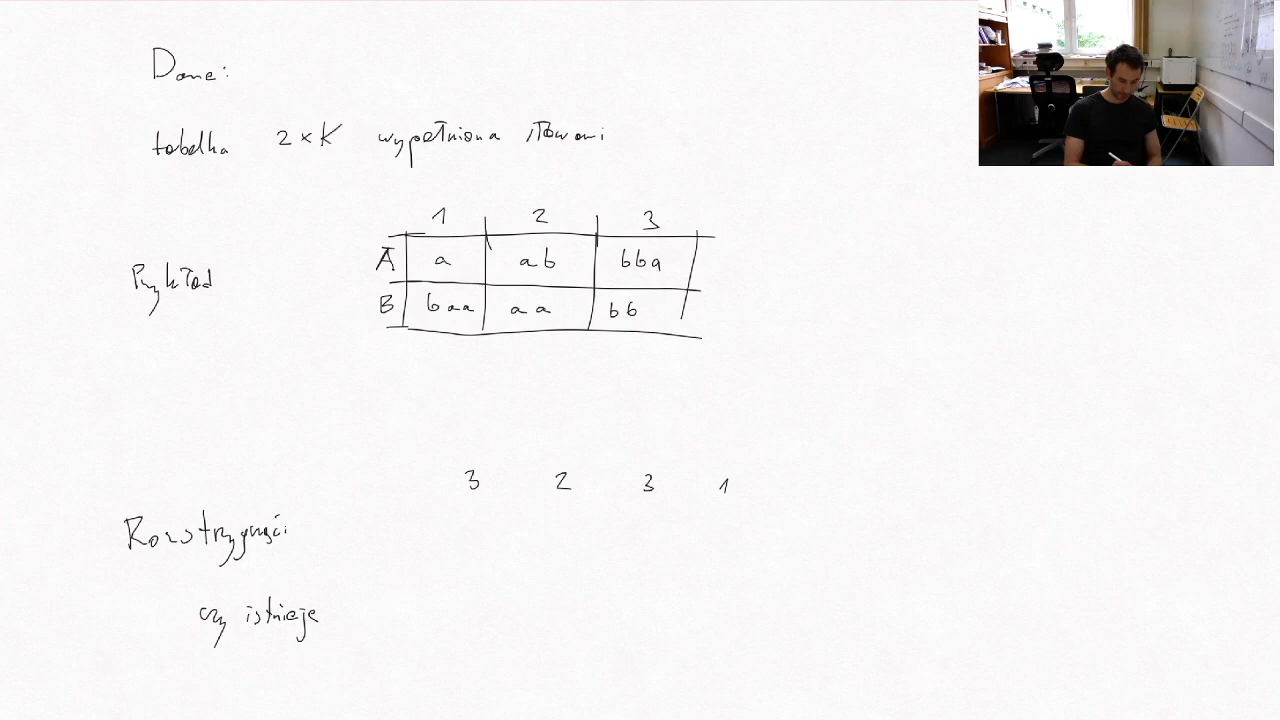 Dane:
tabelka 2 x K wypełniona słowami
1 2 3
Przykład
A a ab bba
B baa aa bb
3 2 3 1
Rozstrzygnąć:
czy istnieje